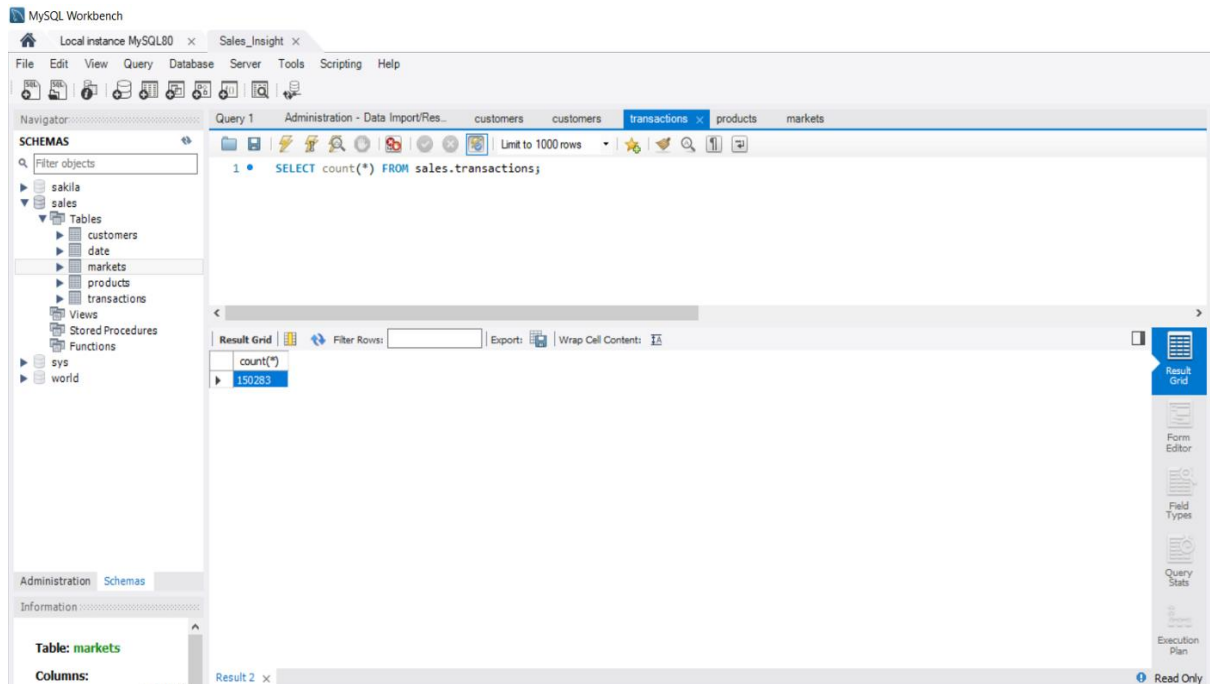 MySQL Workbench
Local instance MySQL80 × Sales_Insight ×
File Edit View Query Database Server Tools Scripting Help
Navigator
SCHEMAS
Filter objects
sakila
sales
Tables
customers
date
markets
products
transactions
Views
Stored Procedures
Functions
sys
world
Administration Schemas
Information
Table: markets
Columns:
Query 1 Administration - Data Import/Res... customers customers transactions × products markets
Limit to 1000 rows
1 SELECT count(*) FROM sales.transactions;
Result Grid Filter Rows: Export: Wrap Cell Content:
count(*)
150283
Result Grid
Form Editor
Field Types
Query Stats
Execution Plan
Result 2 ×
Read Only